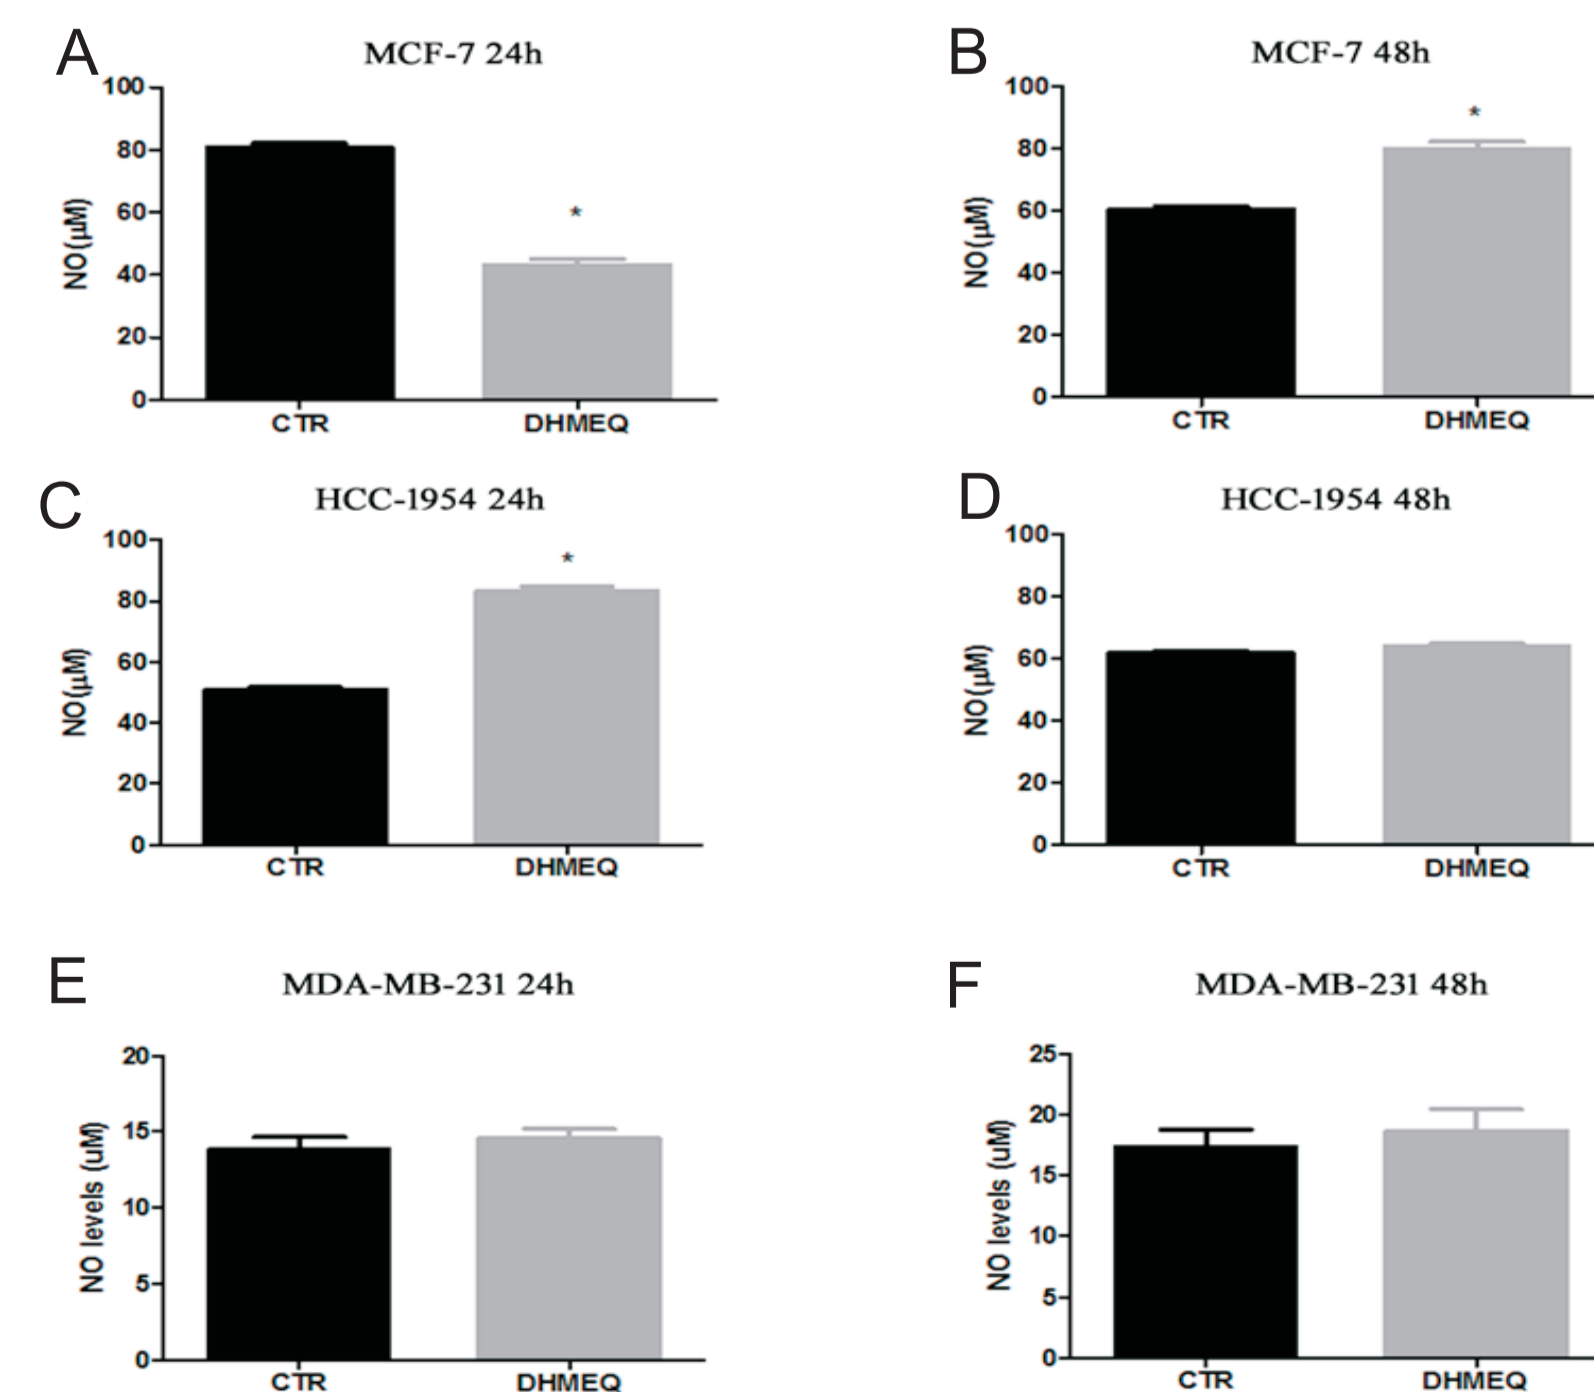 A
MCF-7 24h
100
80
60
40
20
0
NO(μM)
*
CTR
DHMEQ
B
MCF-7 48h
100
80
60
40
20
0
NO(μM)
*
CTR
DHMEQ
C
HCC-1954 24h
100
80
60
40
20
0
NO(μM)
*
CTR
DHMEQ
D
HCC-1954 48h
100
80
60
40
20
0
NO(μM)
CTR
DHMEQ
E
MDA-MB-231 24h
20
15
10
5
0
NO levels (uM)
CTR
DHMEQ
F
MDA-MB-231 48h
25
20
15
10
5
0
NO levels (uM)
CTR
DHMEQ